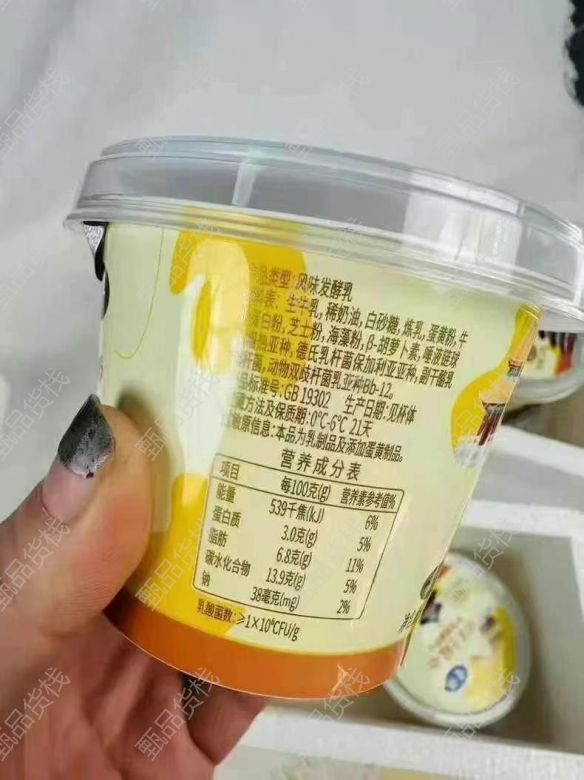 品类型: 风味发酵乳
表: 生牛乳, 稀奶油, 白砂糖, 炼乳, 蛋黄粉, 牛
蛋白粉, 芝士粉, 海藻粉, β-胡萝卜素, 唾液链球
热亚种, 德氏乳杆菌保加利亚亚种, 副干酪乳
杆菌, 动物双歧杆菌乳亚种Bb-12。
品标准号: GB 19302 生产日期: 见杯体
藏方法及保质期: 0℃-6℃ 21天
敏原信息: 本品为乳制品及添加蛋黄制品。
营养成分表
项目 每100克(g) 营养素参考值%
能量 539千焦(kJ) 6%
蛋白质 3.0克(g) 5%
脂肪 6.8克(g) 11%
碳水化合物 13.9克(g) 5%
钠 38毫克(mg) 2%
乳酸菌数: ≥1×10⁶CFU/g
甄品货栈